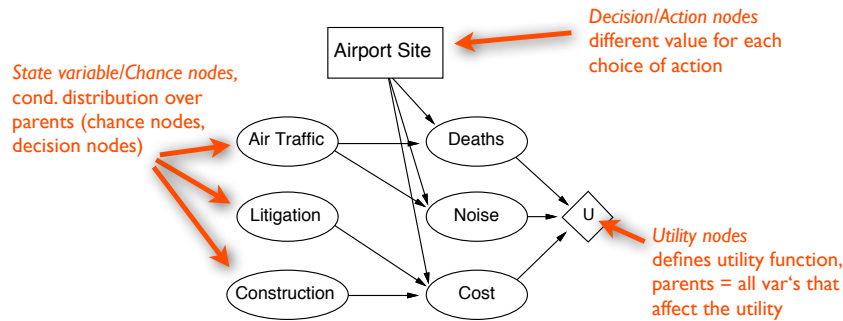 Decision/Action nodes
different value for each
choice of action
Airport Site
State variable/Chance nodes,
cond. distribution over
parents (chance nodes,
decision nodes)
Air Traffic
Deaths
Litigation
Noise
U
Construction
Cost
Utility nodes
defines utility function,
parents = all var's that
affect the utility